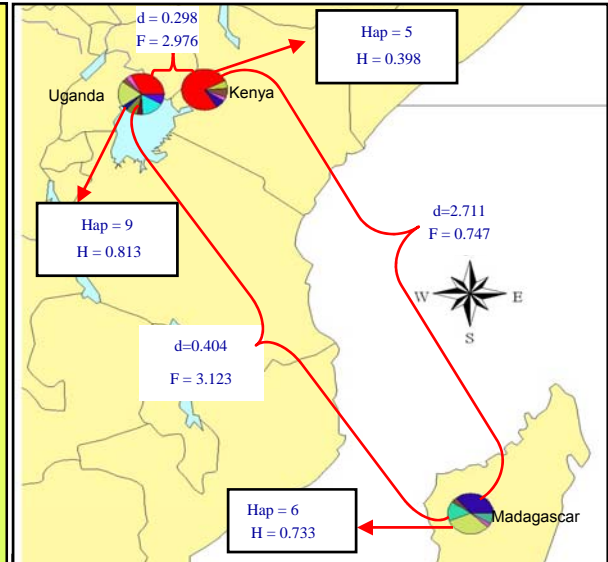 d = 0.298
F = 2.976
Hap = 5
H = 0.398
Uganda
Kenya
Hap = 9
H = 0.813
d=2.711
F = 0.747
N
W
E
S
d=0.404
F = 3.123
Hap = 6
H = 0.733
Madagascar